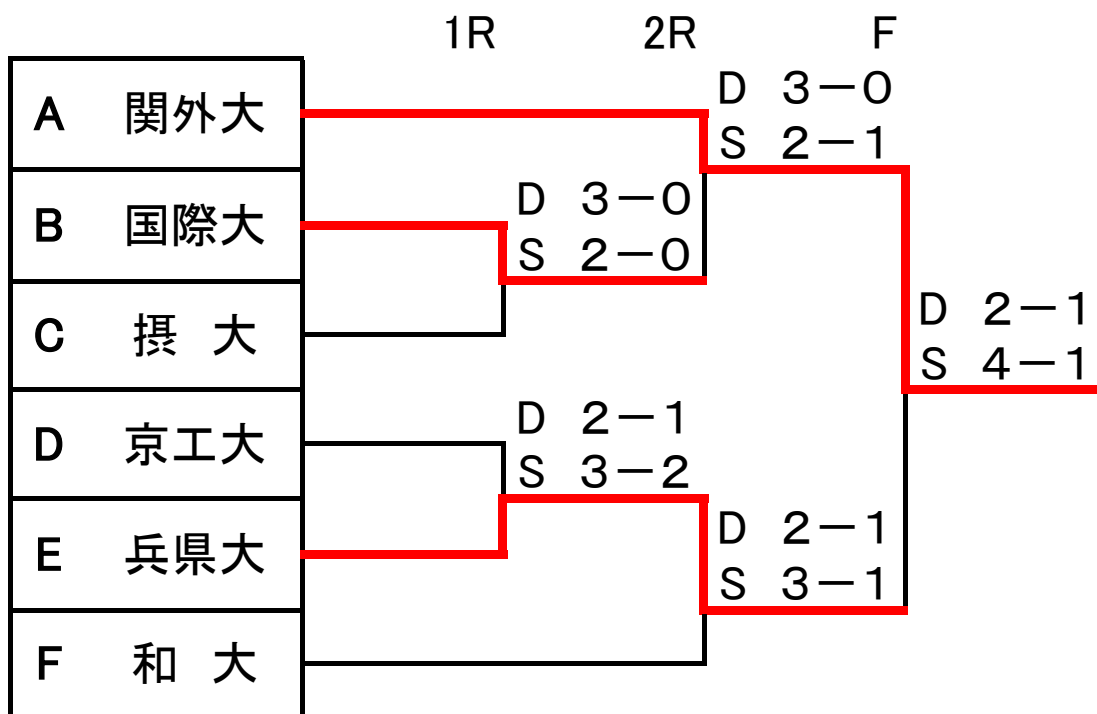 1R 2R F
D 3－0
A 関外大
S 2－1
D 3－0
B 国際大
S 2－0
D 2－1
C 摂 大
S 4－1
D 2－1
D 京工大
S 3－2
D 2－1
E 兵県大
S 3－1
F 和 大